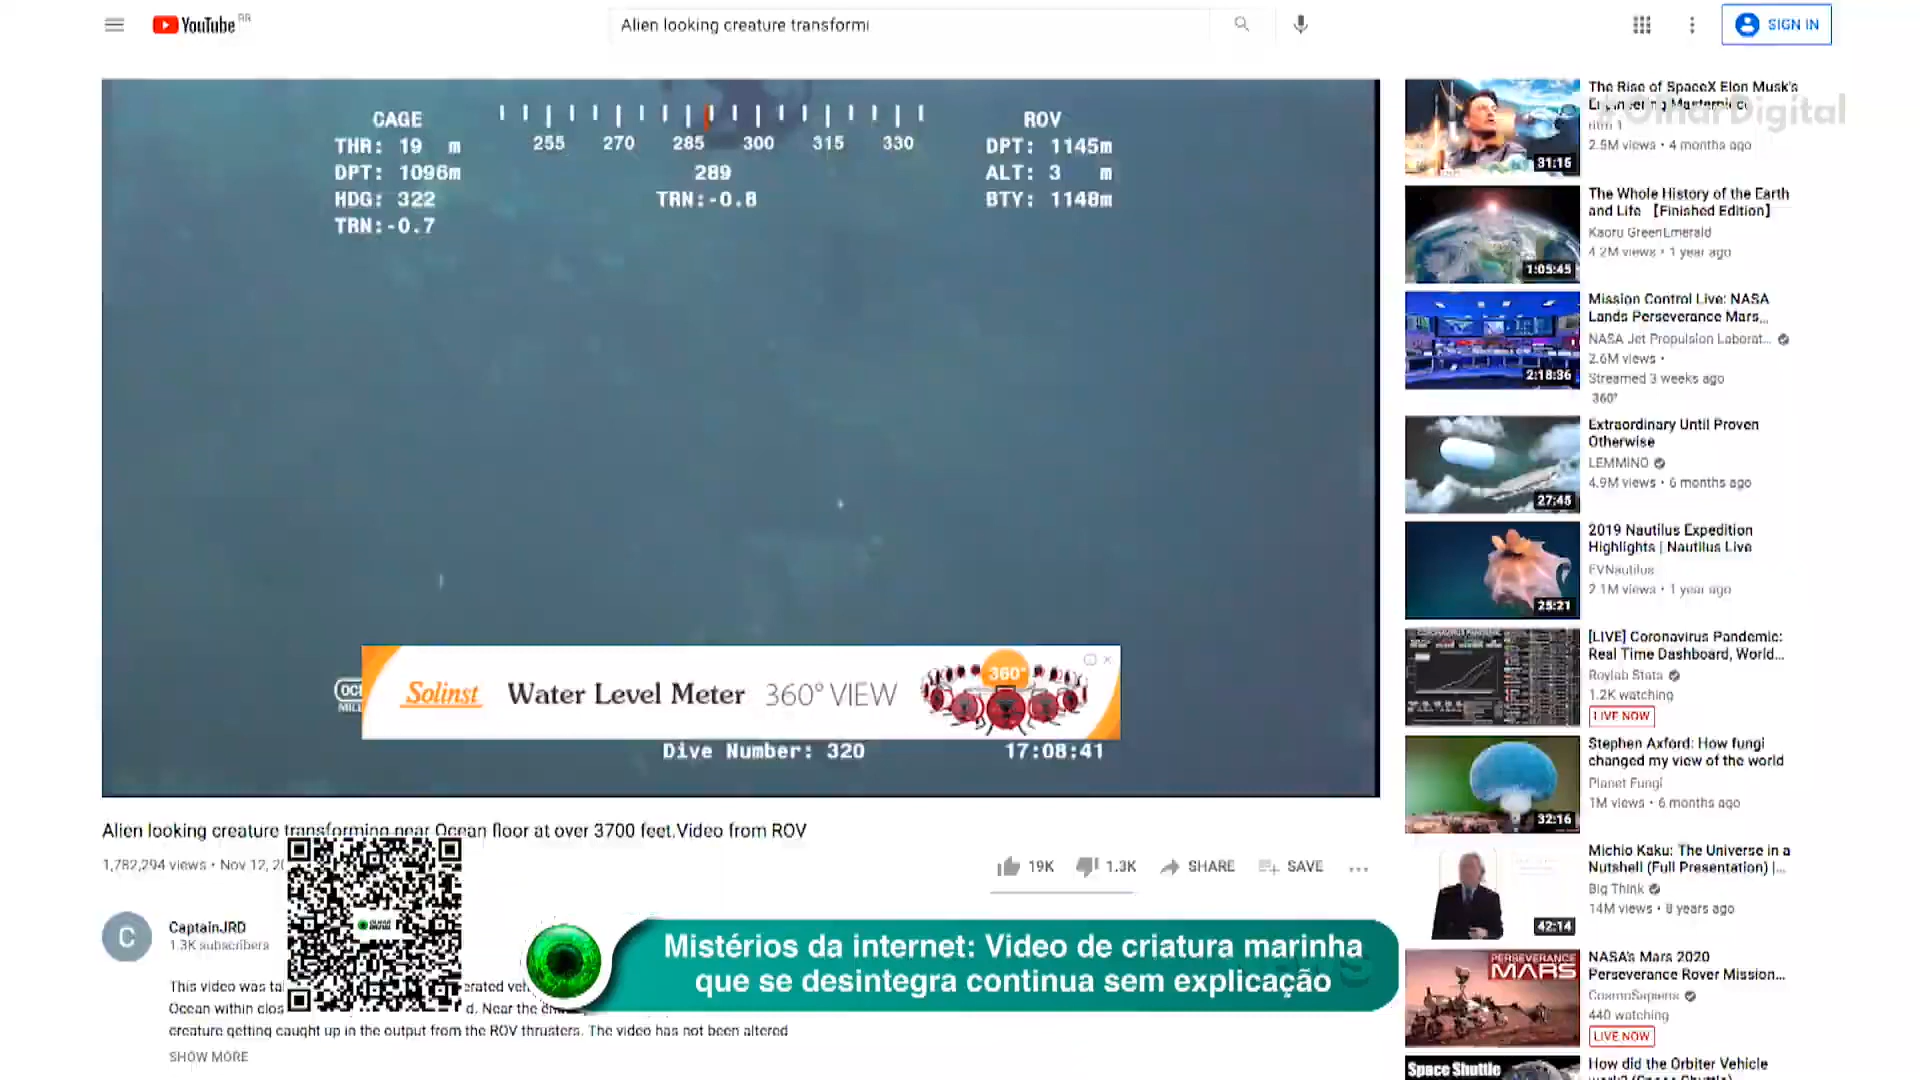 YouTube BR
Alien looking creature transformi
SIGN IN
CAGE
THR: 19 m
DPT: 1096m
HDG: 322
TRN:-0.7
255 270 285 300 315 330
289
TRN:-0.8
ROV
DPT: 1145m
ALT: 3 m
BTY: 1148m
Solinst Water Level Meter 360° VIEW
360°
Dive Number: 320
17:08:41
Alien looking creature transforming near Ocean floor at over 3700 feet.Video from ROV
1,782,294 views • Nov 12, 20
19K
1.3K
SHARE
SAVE
C
CaptainJRD
1.3K subscribers
This video was ta
Ocean within clos
creature getting caught up in the output from the ROV thrusters. The video has not been altered
SHOW MORE
Mistérios da internet: Video de criatura marinha
que se desintegra continua sem explicação
#OlharDigital
The Rise of SpaceX Elon Musk's
Engineering Masterpiece
2.5M views • 4 months ago
31:15
The Whole History of the Earth
and Life 【Finished Edition】
Kaoru GreenEmerald
4.2M views • 1 year ago
1:05:45
Mission Control Live: NASA
Lands Perseverance Mars...
NASA Jet Propulsion Laborat...
2.6M views •
Streamed 3 weeks ago
360°
2:18:36
Extraordinary Until Proven
Otherwise
LEMMiNO
4.9M views • 6 months ago
27:45
2019 Nautilus Expedition
Highlights | Nautilus Live
EVNautilus
2.1M views • 1 year ago
25:21
[LIVE] Coronavirus Pandemic:
Real Time Dashboard, World...
Roylab Stats
1.2K watching
LIVE NOW
Stephen Axford: How fungi
changed my view of the world
Planet Fungi
1M views • 6 months ago
32:16
Michio Kaku: The Universe in a
Nutshell (Full Presentation) |...
Big Think
14M views • 8 years ago
42:14
PERSEVERANCE
MARS
NASA's Mars 2020
Perseverance Rover Mission...
CosmoSapiens
440 watching
LIVE NOW
Space Shuttle
How did the Orbiter Vehicle